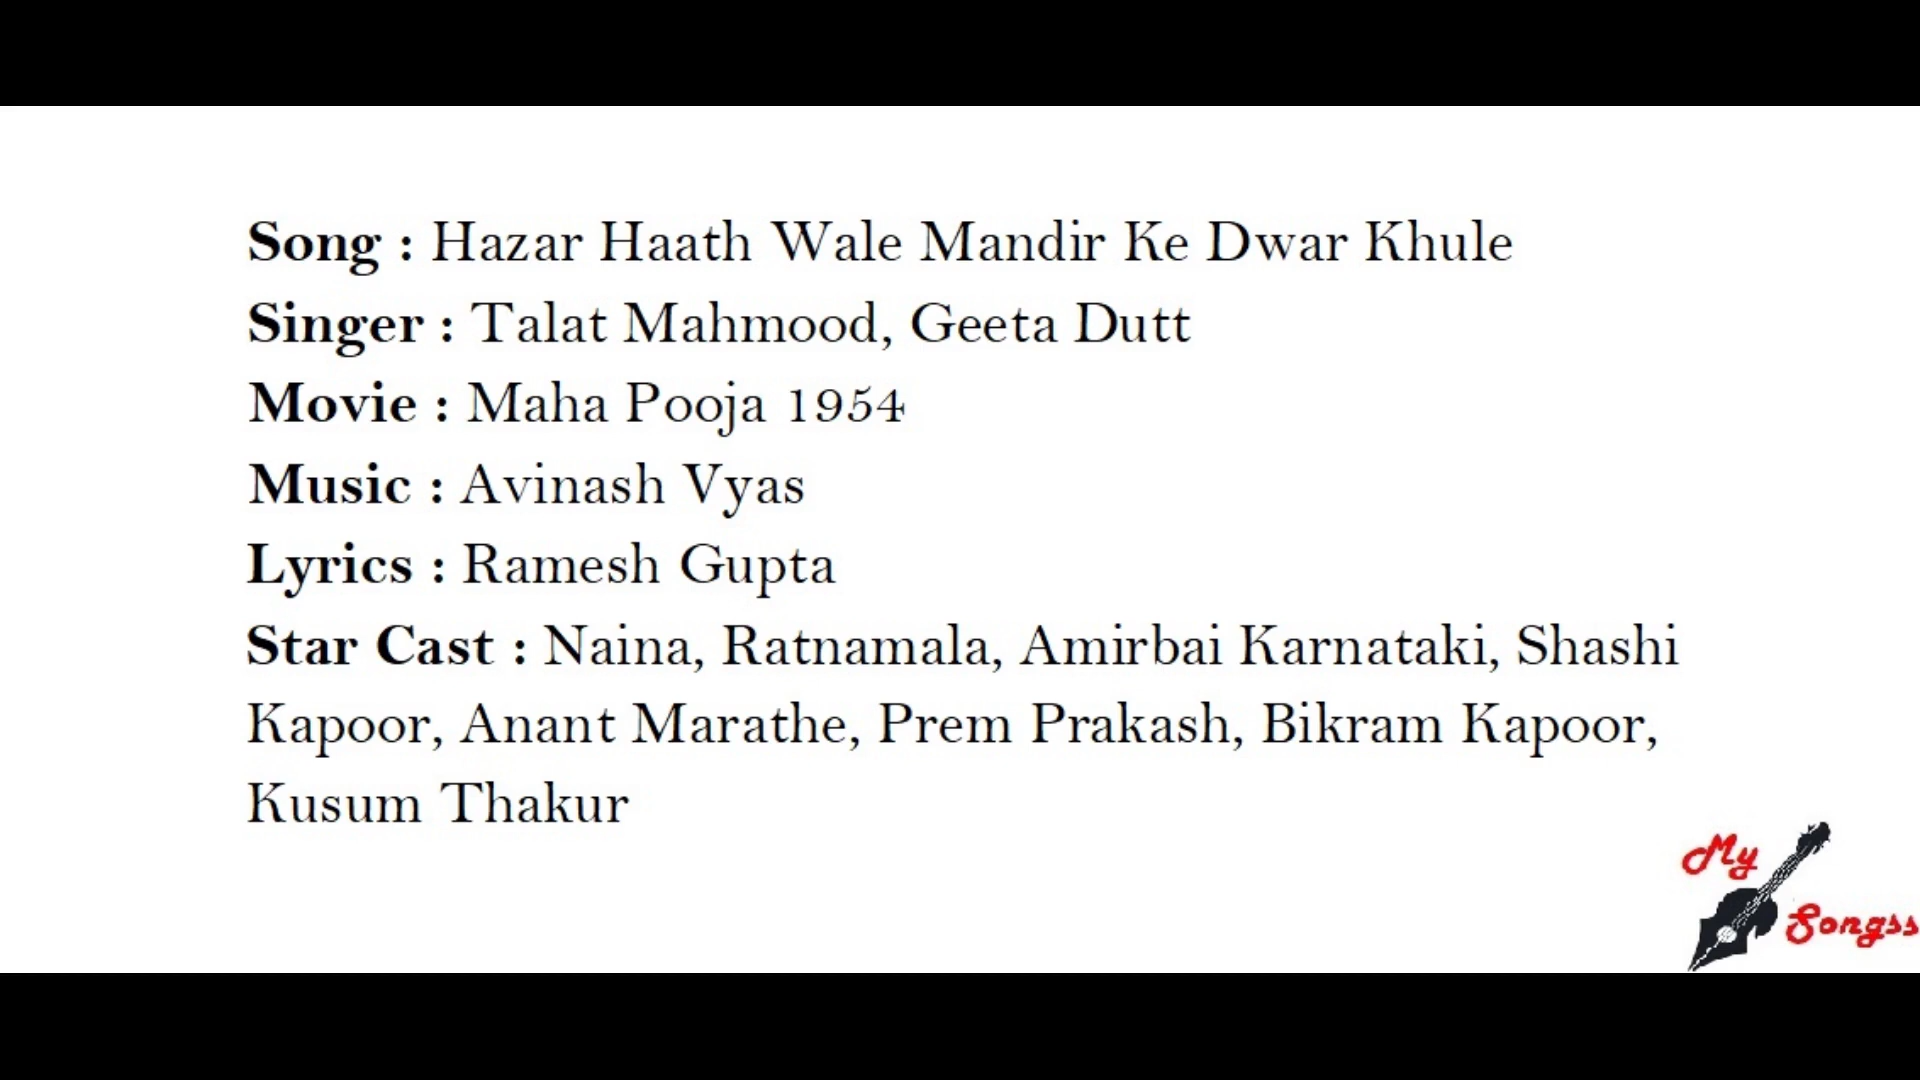 Song : Hazar Haath Wale Mandir Ke Dwar Khule
Singer : Talat Mahmood, Geeta Dutt
Movie : Maha Pooja 1954
Music : Avinash Vyas
Lyrics : Ramesh Gupta
Star Cast : Naina, Ratnamala, Amirbai Karnataki, Shashi
Kapoor, Anant Marathe, Prem Prakash, Bikram Kapoor,
Kusum Thakur
My
Songss